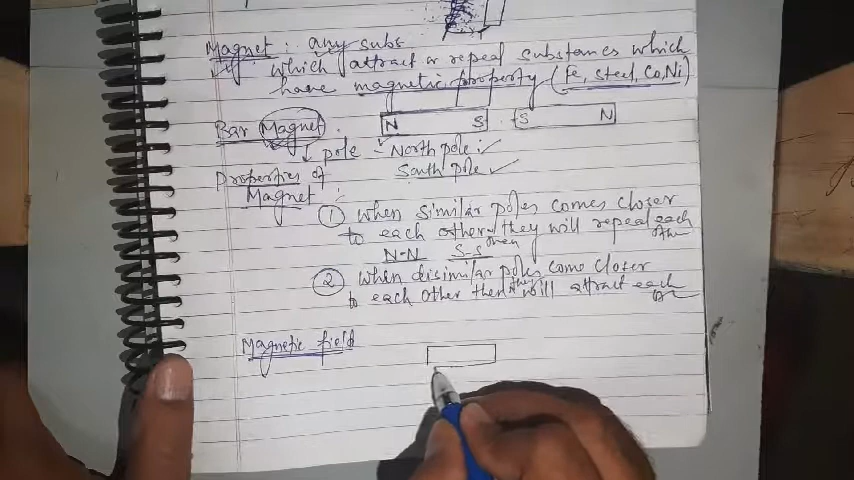 Magnet : any subs
which attract or repeal substances which
have magnetic property (Fe, Steel, Co, Ni)
Bar Magnet . N S S N
↓ pole North pole :
South pole
Properties of
Magnet :
① when similar poles comes closer
to each other then they will repeal each other
N-N S-S
② when disimilar poles come closer
to each other then they will attract each other
Magnetic field